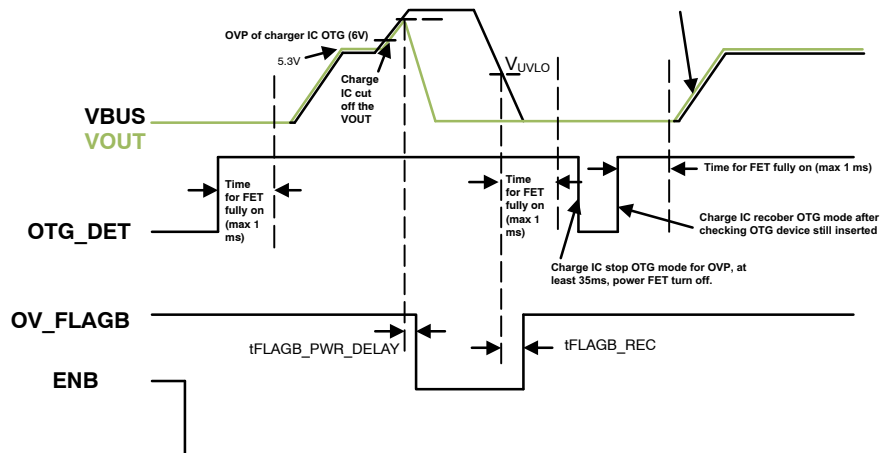 OVP of charger IC OTG (6V)
5.3V
Charge
IC cut
off the
VOUT
VUVLO
VBUS
VOUT
Time
for FET
fully on
(max 1
ms)
Time
for FET
fully on
(max 1
ms)
Time for FET fully on (max 1 ms)
OTG_DET
Charge IC recober OTG mode after
checking OTG device still inserted
Charge IC stop OTG mode for OVP, at
least 35ms, power FET turn off.
OV_FLAGB
tFLAGB_PWR_DELAY
tFLAGB_REC
ENB